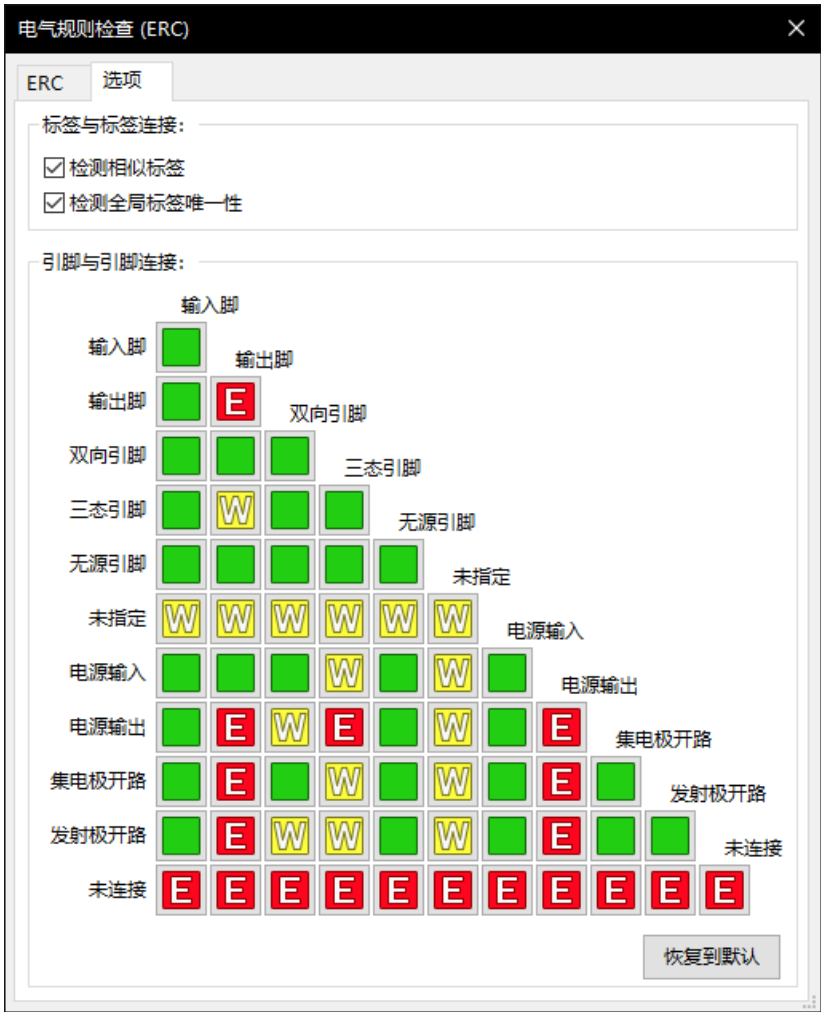 电气规则检查 (ERC)
ERC 选项
标签与标签连接:
检测相似标签
检测全局标签唯一性
引脚与引脚连接:
输入脚
输入脚
输出脚
输出脚 E
双向引脚
双向引脚
三态引脚
三态引脚 W
无源引脚
无源引脚
未指定
未指定 W W W W W W
电源输入
电源输入 W W
电源输出
电源输出 E W E W E
集电极开路
集电极开路 E W W E
发射极开路
发射极开路 E W W W E
未连接
未连接 E E E E E E E E E E E
恢复到默认